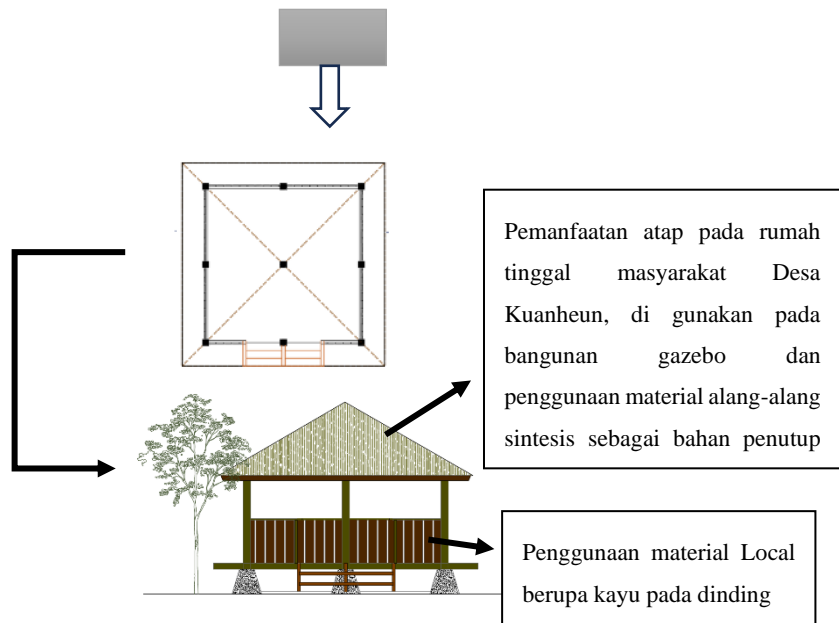 Pemanfaatan atap pada rumah
tinggal masyarakat Desa
Kuanheun, di gunakan pada
bangunan gazebo dan
penggunaan material alang-alang
sintesis sebagai bahan penutup
Penggunaan material Local
berupa kayu pada dinding